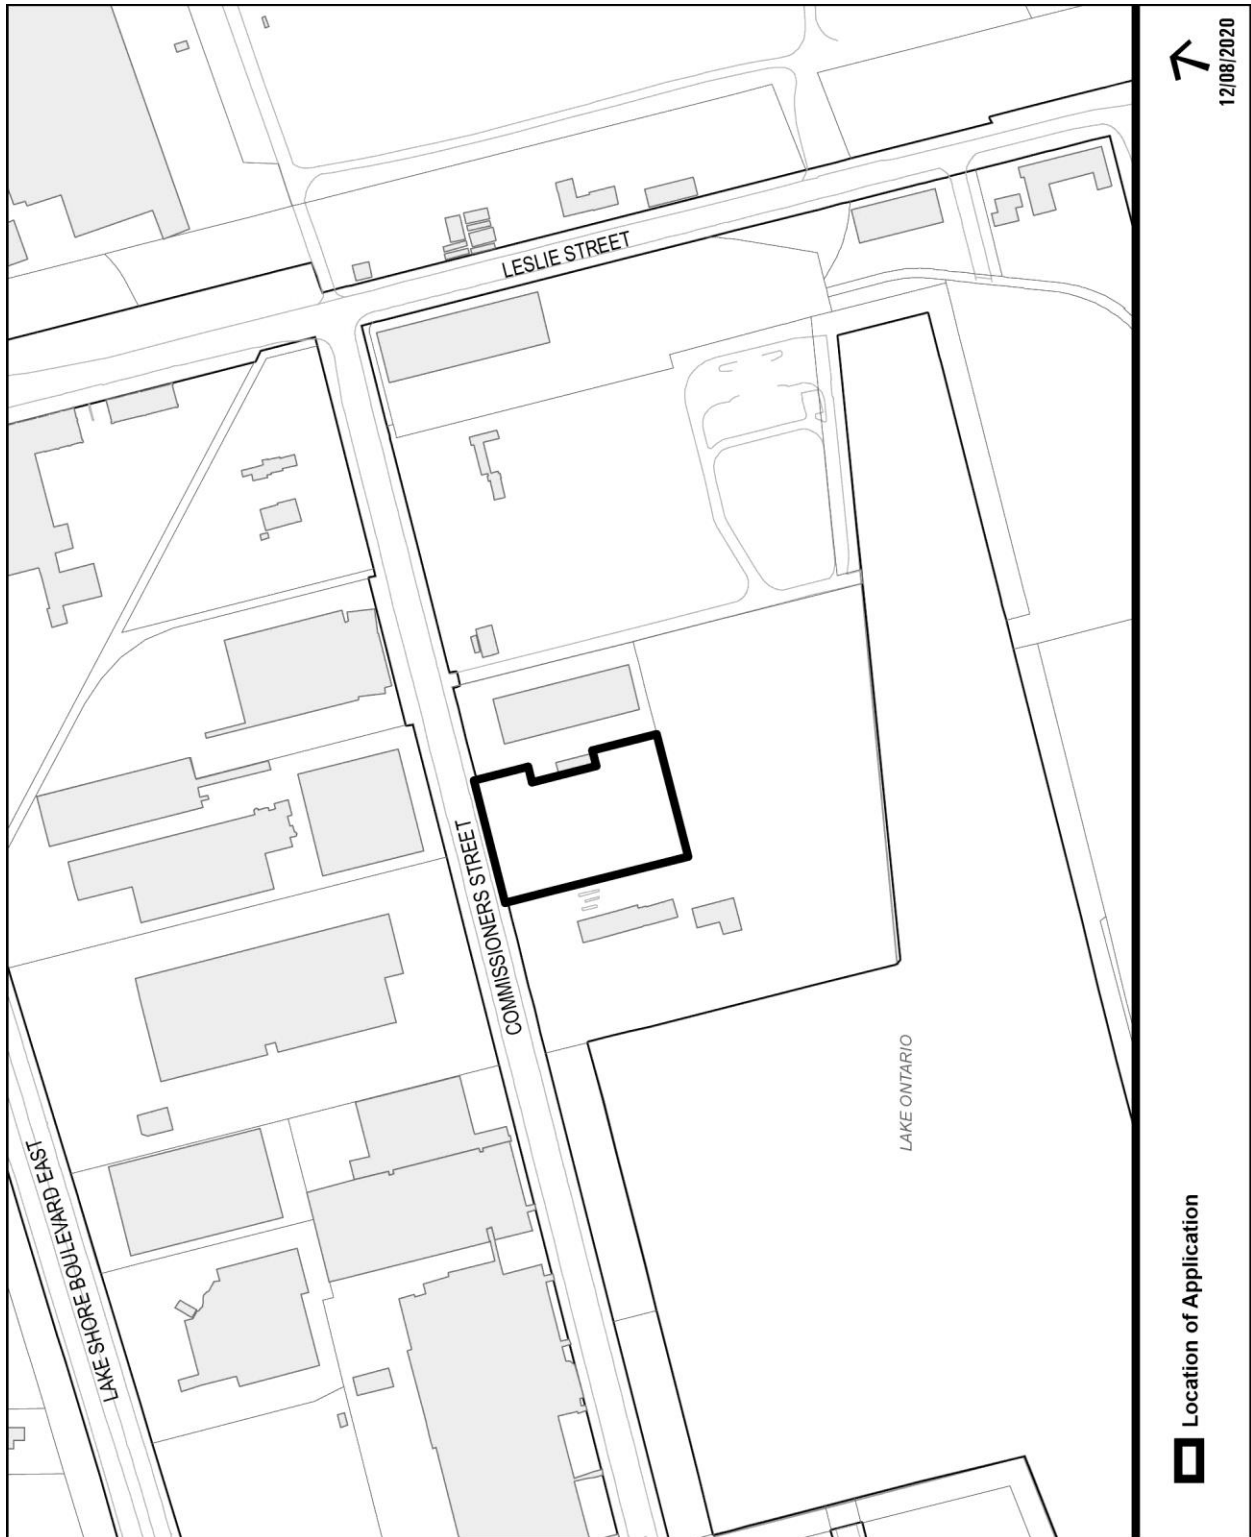 LESLIE STREET
COMMISSIONERS STREET
LAKE SHORE BOULEVARD EAST
LAKE ONTARIO
Location of Application
12/08/2020